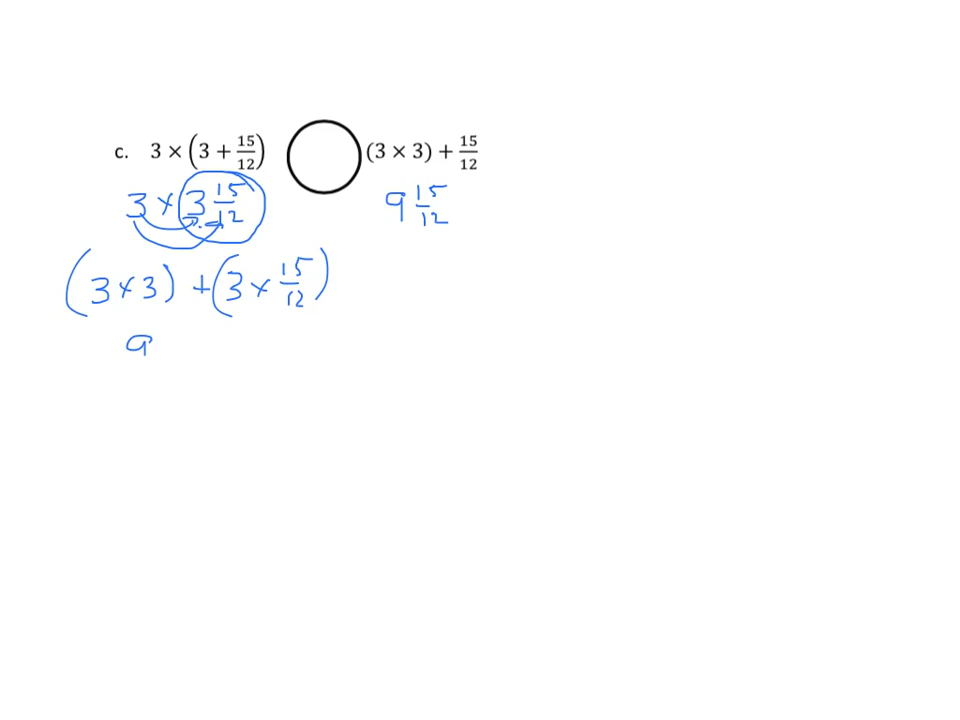 c. 3 × (3 + 15/12) (3 × 3) + 15/12
3 × 3 15/12 9 15/12
(3 × 3) + (3 × 15/12)
9